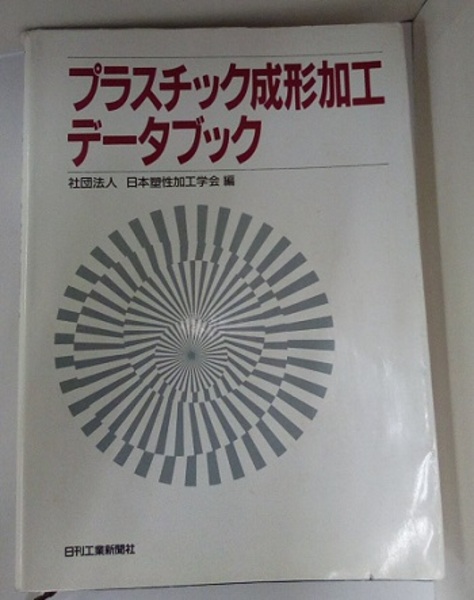 プラスチック成形加工
データブック
社団法人 日本塑性加工学会 編
日刊工業新聞社